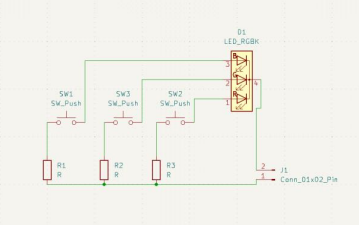 D1
LED_RGBK
B
3
G
2
4
R
1
SW1
SW_Push
SW3
SW_Push
SW2
SW_Push
R1
R
R2
R
R3
R
2
J1
1
Conn_01x02_Pin